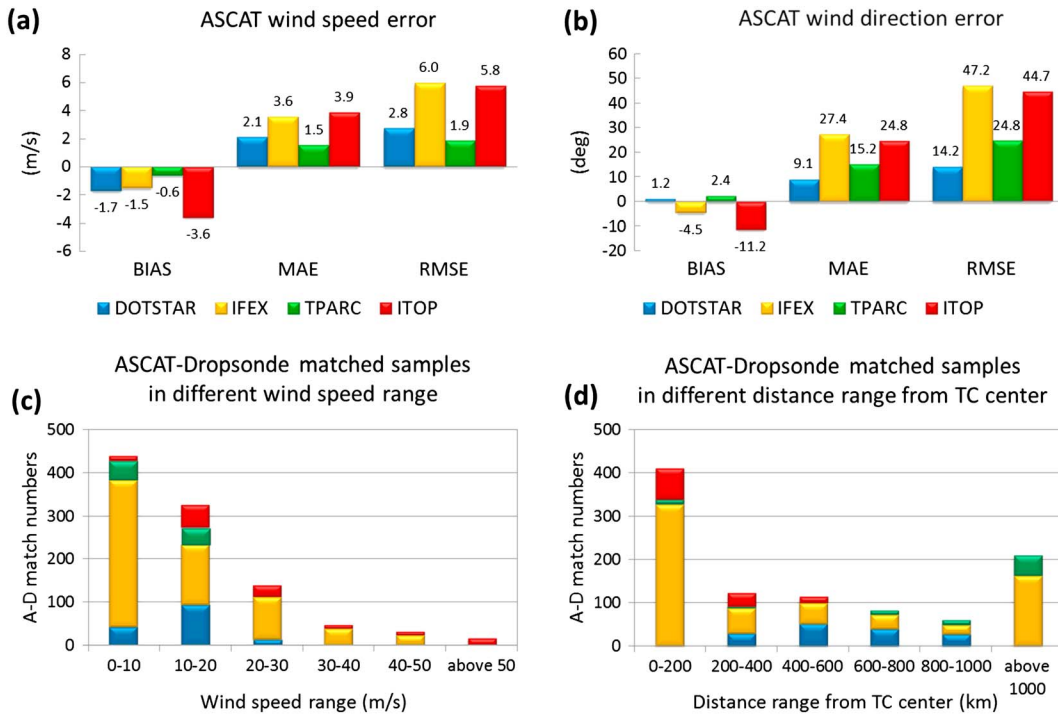 (a)
ASCAT wind speed error
(m/s)
8
6
4
2
0
-2
-4
-6
-1.7
-1.5
-0.6
-3.6
2.1
3.6
1.5
3.9
2.8
6.0
1.9
5.8
BIAS
MAE
RMSE
DOTSTAR
IFEX
TPARC
ITOP
(b)
ASCAT wind direction error
(deg)
60
50
40
30
20
10
0
-10
-20
1.2
-4.5
2.4
-11.2
9.1
27.4
15.2
24.8
14.2
47.2
24.8
44.7
BIAS
MAE
RMSE
DOTSTAR
IFEX
TPARC
ITOP
ASCAT-Dropsonde matched samples
in different wind speed range
(c)
A-D match numbers
500
400
300
200
100
0
0-10
10-20
20-30
30-40
40-50
above 50
Wind speed range (m/s)
ASCAT-Dropsonde matched samples
in different distance range from TC center
(d)
A-D match numbers
500
400
300
200
100
0
0-200
200-400
400-600
600-800
800-1000
above
1000
Distance range from TC center (km)